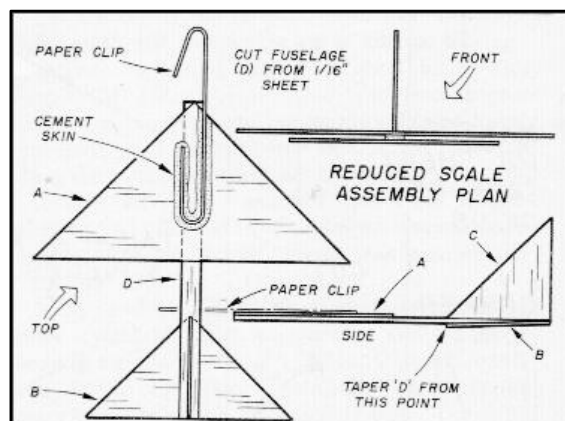 PAPER CLIP
CUT FUSELAGE
(D) FROM 1/16"
SHEET
FRONT
CEMENT
SKIN
A
REDUCED SCALE
ASSEMBLY PLAN
C
D
PAPER CLIP
A
TOP
SIDE
B
B
TAPER 'D' FROM
THIS POINT